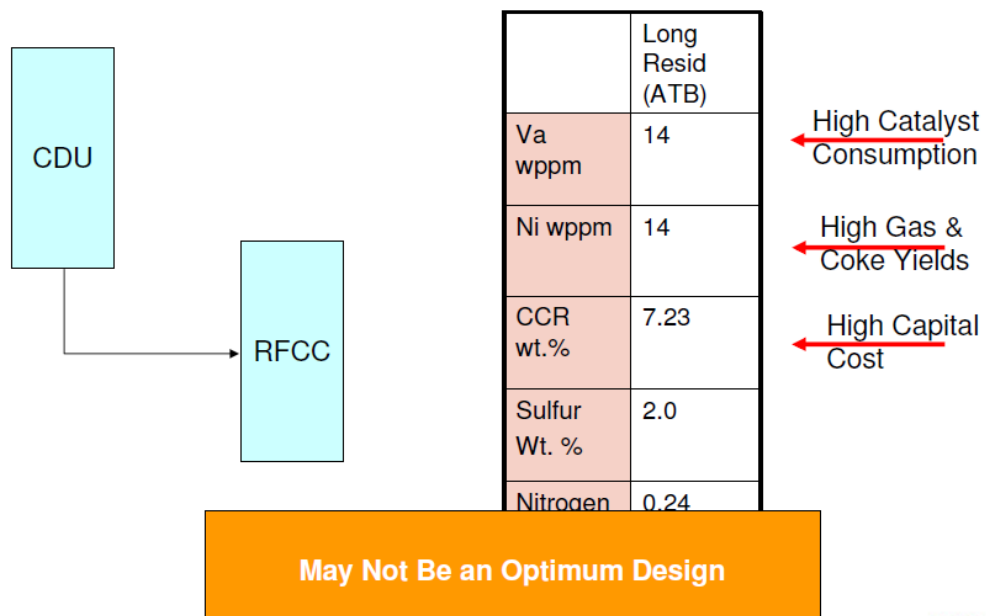 CDU
RFCC
Long
Resid
(ATB)
Va
wppm
14
Ni wppm
14
CCR
wt.%
7.23
Sulfur
Wt. %
2.0
Nitrogen
0.24
High Catalyst
Consumption
High Gas &
Coke Yields
High Capital
Cost
May Not Be an Optimum Design